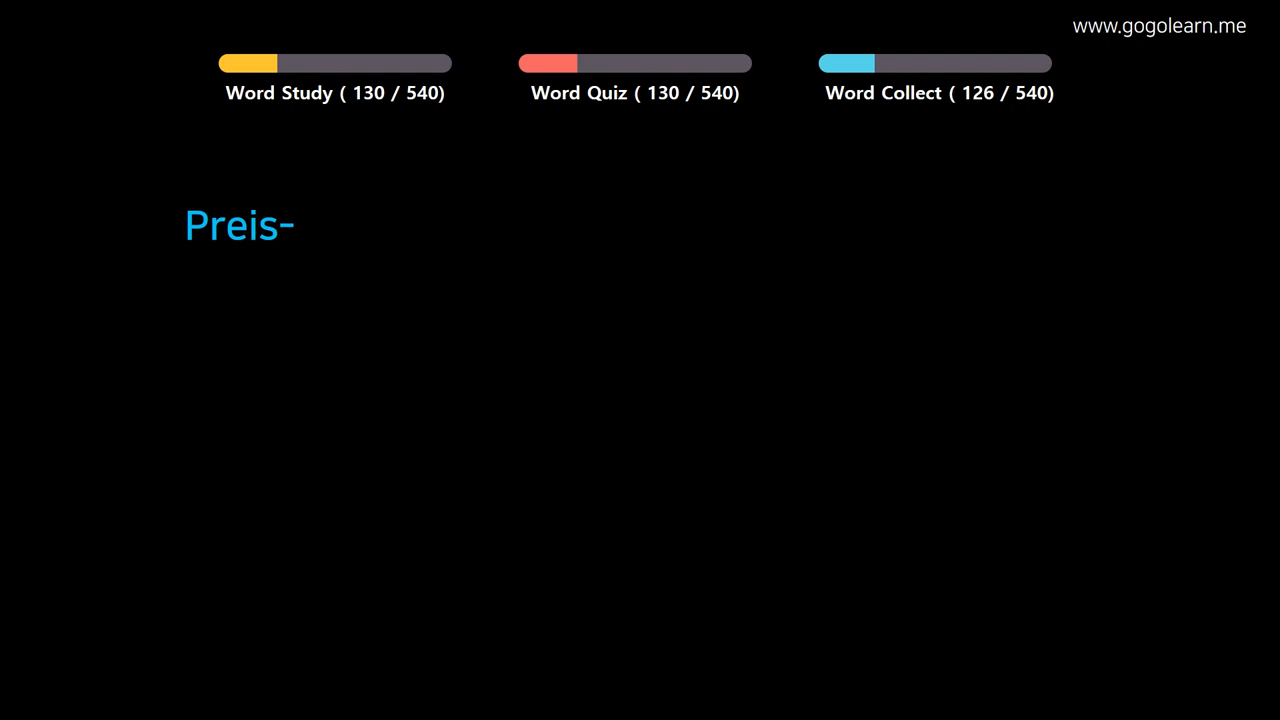 www.gogolearn.me
Word Study ( 130 / 540)
Word Quiz ( 130 / 540)
Word Collect ( 126 / 540)
Preis-